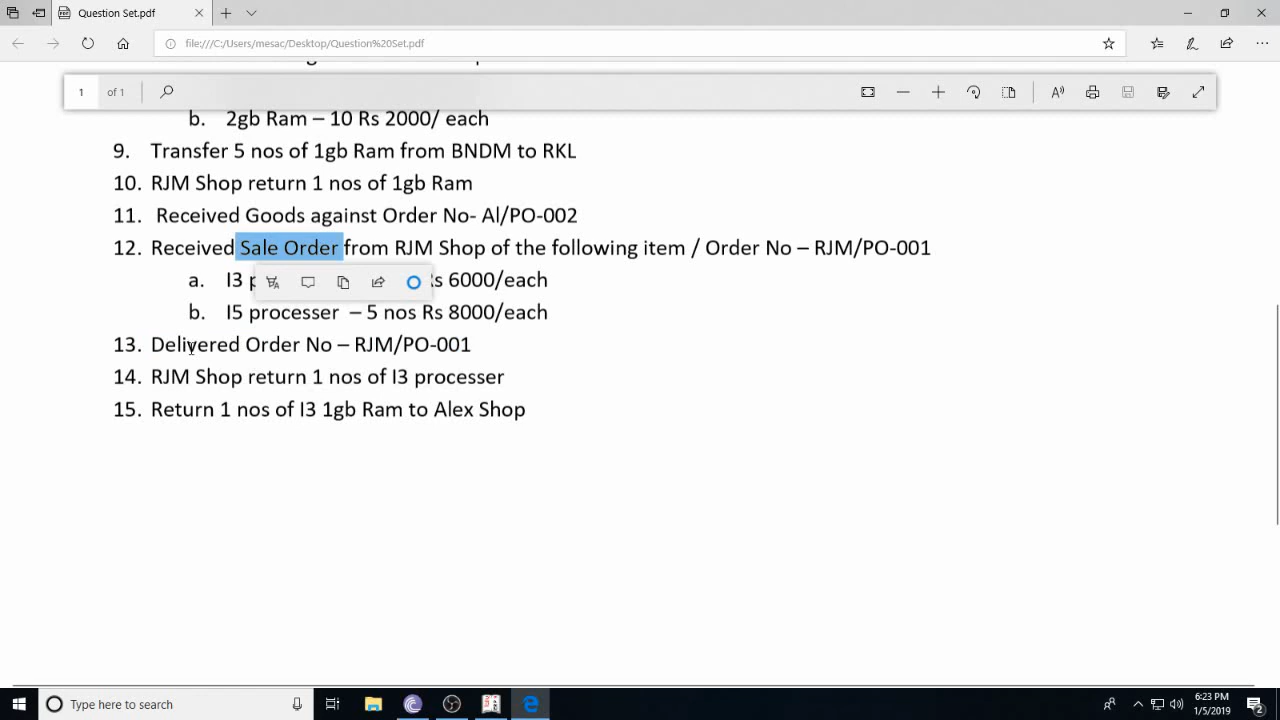 Question Set.pdf
file:///C:/Users/mesac/Desktop/Question%20Set.pdf
1 of 1
b. 2gb Ram – 10 Rs 2000/ each
9. Transfer 5 nos of 1gb Ram from BNDM to RKL
10. RJM Shop return 1 nos of 1gb Ram
11. Received Goods against Order No- Al/PO-002
12. Received Sale Order from RJM Shop of the following item / Order No – RJM/PO-001
a. I3 Rs 6000/each
b. I5 processer – 5 nos Rs 8000/each
13. Delivered Order No – RJM/PO-001
14. RJM Shop return 1 nos of I3 processer
15. Return 1 nos of I3 1gb Ram to Alex Shop
Type here to search
6:23 PM
1/5/2019
2